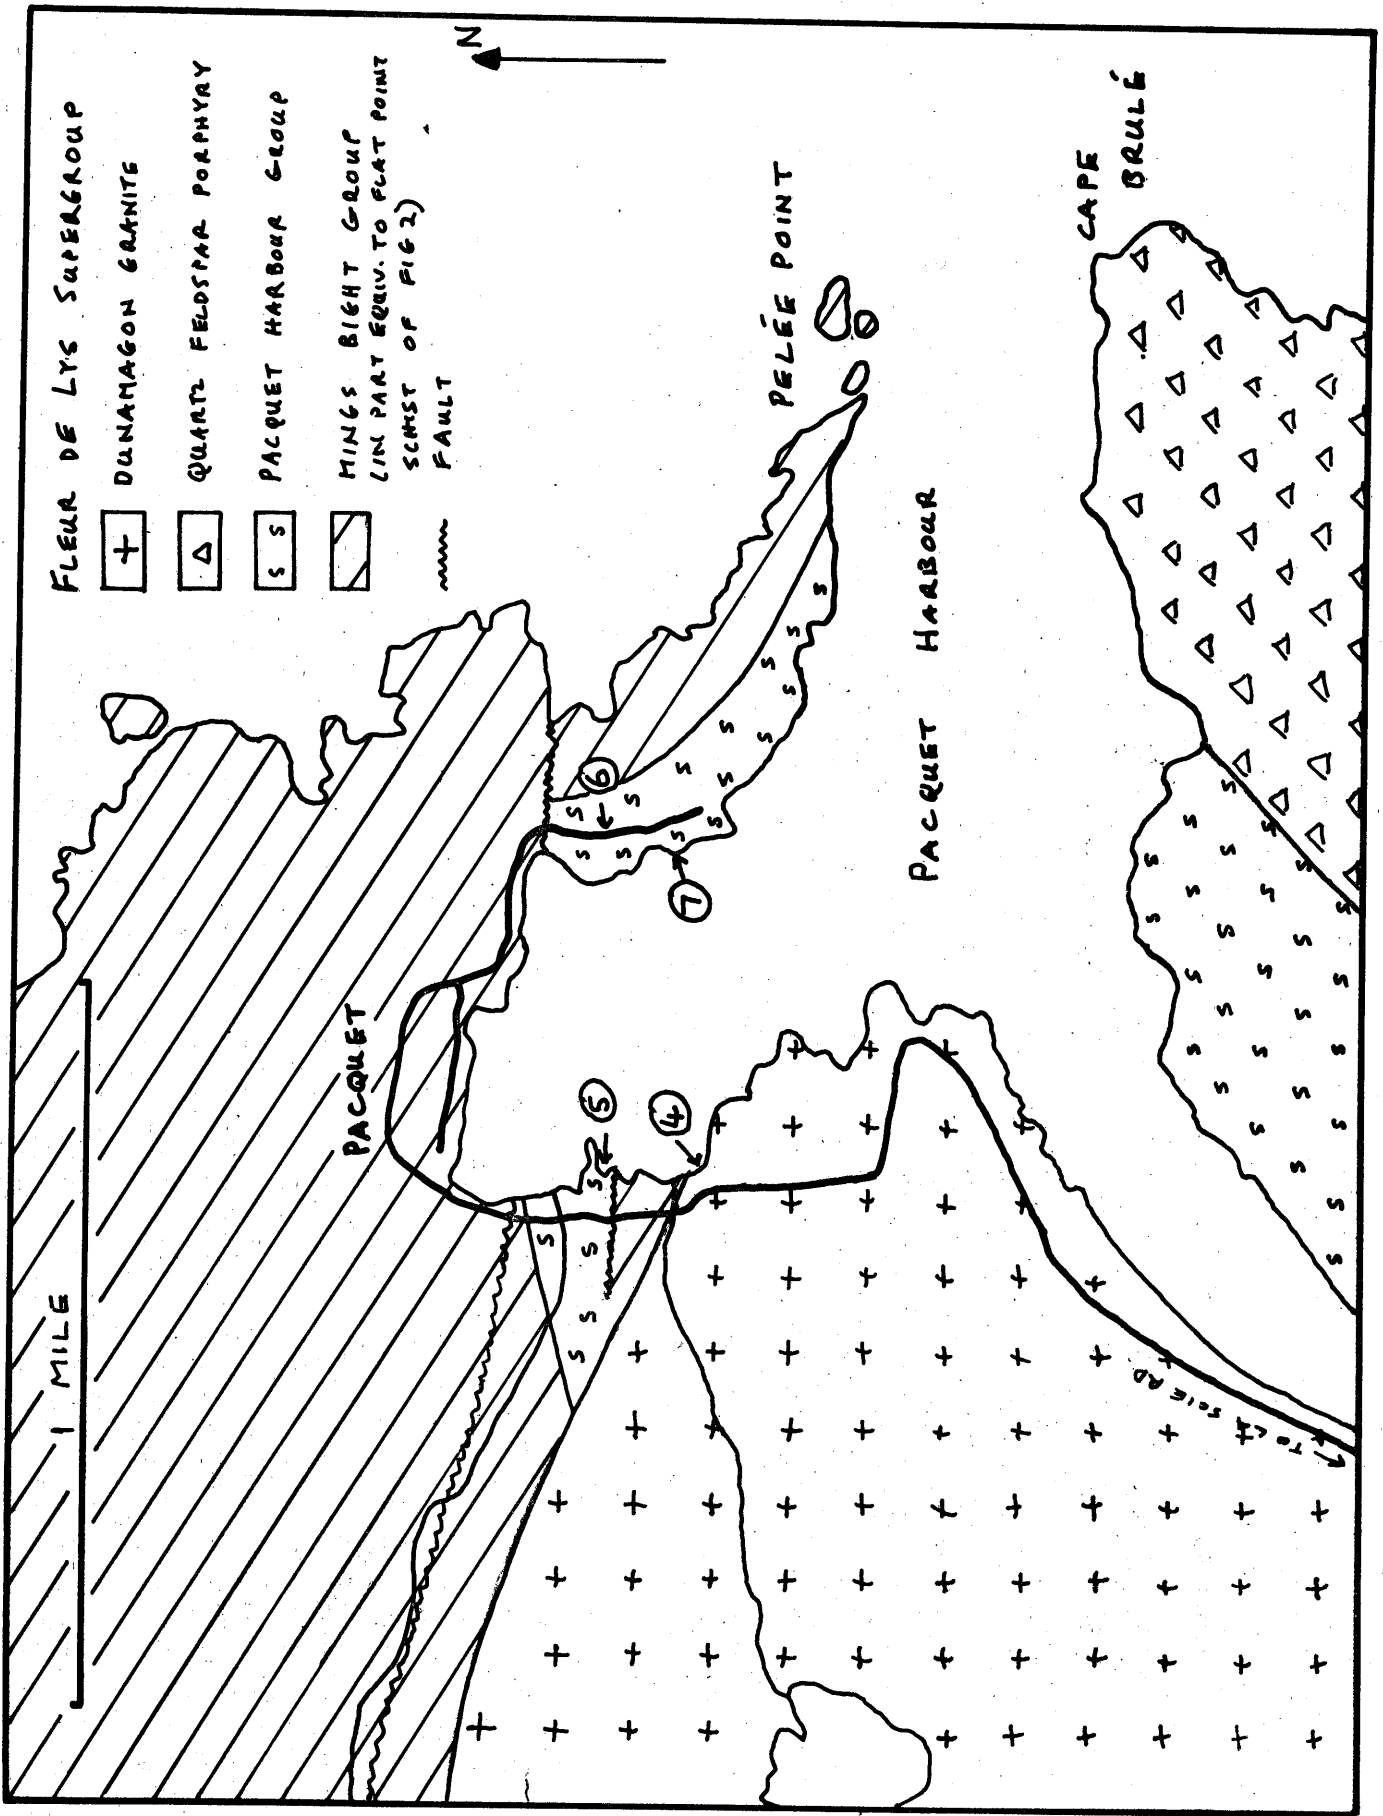 FLEUR DE LYS SUPERGROUP
+ DUNAMAGON GRANITE
QUARTZ FELDSPAR PORPHYRY
S S PACQUET HARBOUR GROUP
MINGS BIGHT GROUP
(IN PART EQUIV. TO FLAT POINT
SCHIST OF FIG 2)
FAULT
N
1 MILE
PACQUET
6
7
5
4
PELÉE POINT
PACQUET HARBOUR
CAPE
BRULÉ
TO LA SCIE RD